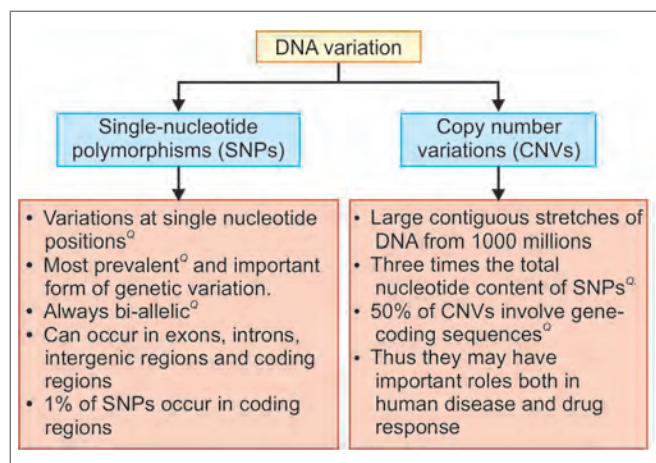 DNA variation
Single-nucleotide
polymorphisms (SNPs)
Copy number
variations (CNVs)
• Variations at single nucleotide
positionsQ
• Most prevalentQ and important
form of genetic variation.
• Always bi-allelicQ
• Can occur in exons, introns,
intergenic regions and coding
regions
• 1% of SNPs occur in coding
regions
• Large contiguous stretches of
DNA from 1000 millions
• Three times the total
nucleotide content of SNPsQ
• 50% of CNVs involve gene-
coding sequencesQ
• Thus they may have
important roles both in
human disease and drug
response